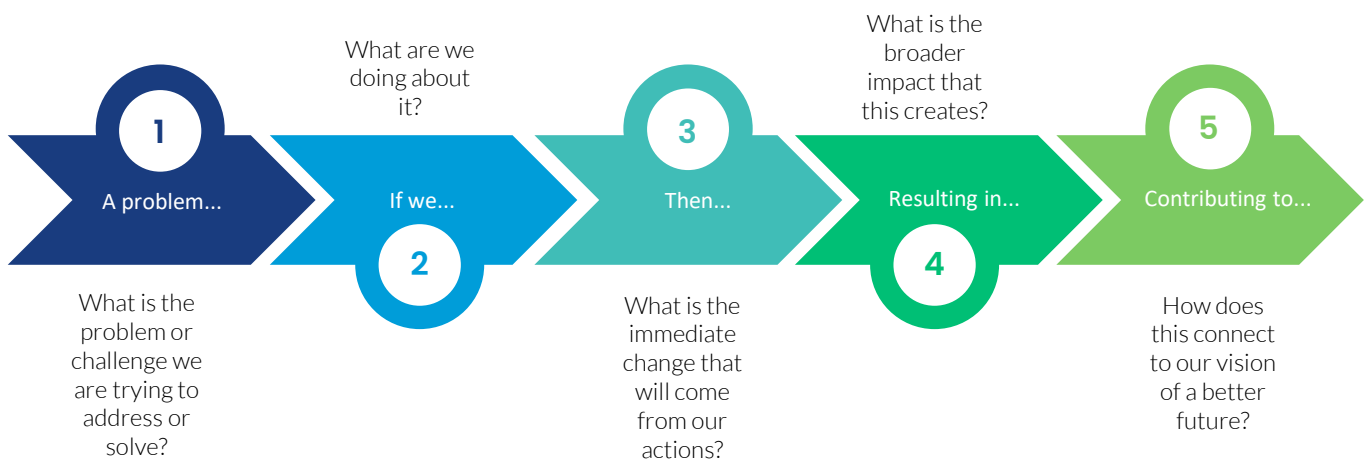 1
A problem...
What is the
problem or
challenge we
are trying to
address or
solve?
What are we
doing about
it?
If we...
2
3
Then...
What is the
immediate
change that
will come
from our
actions?
What is the
broader
impact that
this creates?
Resulting in...
4
5
Contributing to...
How does
this connect
to our vision
of a better
future?